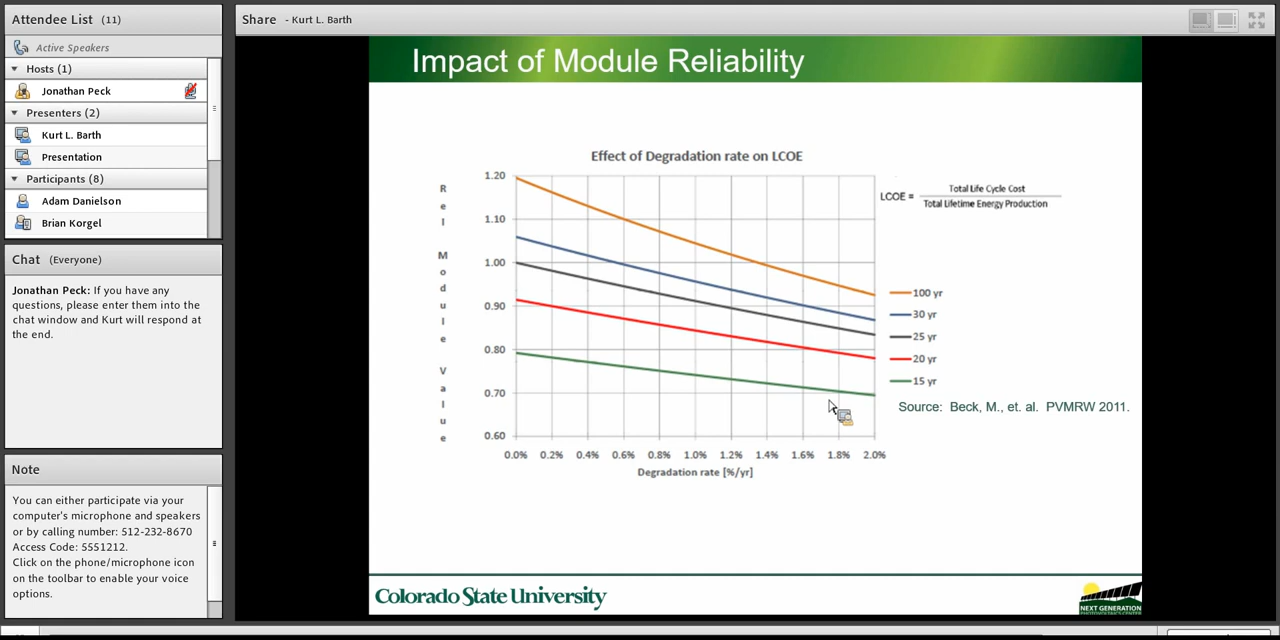 Attendee List (11)
Active Speakers
Hosts (1)
Jonathan Peck
Presenters (2)
Kurt L. Barth
Presentation
Participants (8)
Adam Danielson
Brian Korgel
Chat (Everyone)
Jonathan Peck: If you have any
questions, please enter them into the
chat window and Kurt will respond at
the end.
Note
You can either participate via your
computer's microphone and speakers
or by calling number: 512-232-8670
Access Code: 5551212.
Click on the phone/microphone icon
on the toolbar to enable your voice
options.
Share - Kurt L. Barth
Impact of Module Reliability
Effect of Degradation rate on LCOE
Rel Module Value
1.20
1.10
1.00
0.90
0.80
0.70
0.60
0.0% 0.2% 0.4% 0.6% 0.8% 1.0% 1.2% 1.4% 1.6% 1.8% 2.0%
Degradation rate [%/yr]
LCOE = Total Life Cycle Cost
Total Lifetime Energy Production
100 yr
30 yr
25 yr
20 yr
15 yr
Source: Beck, M., et. al. PVMRW 2011.
Colorado State University
NEXT GENERATION